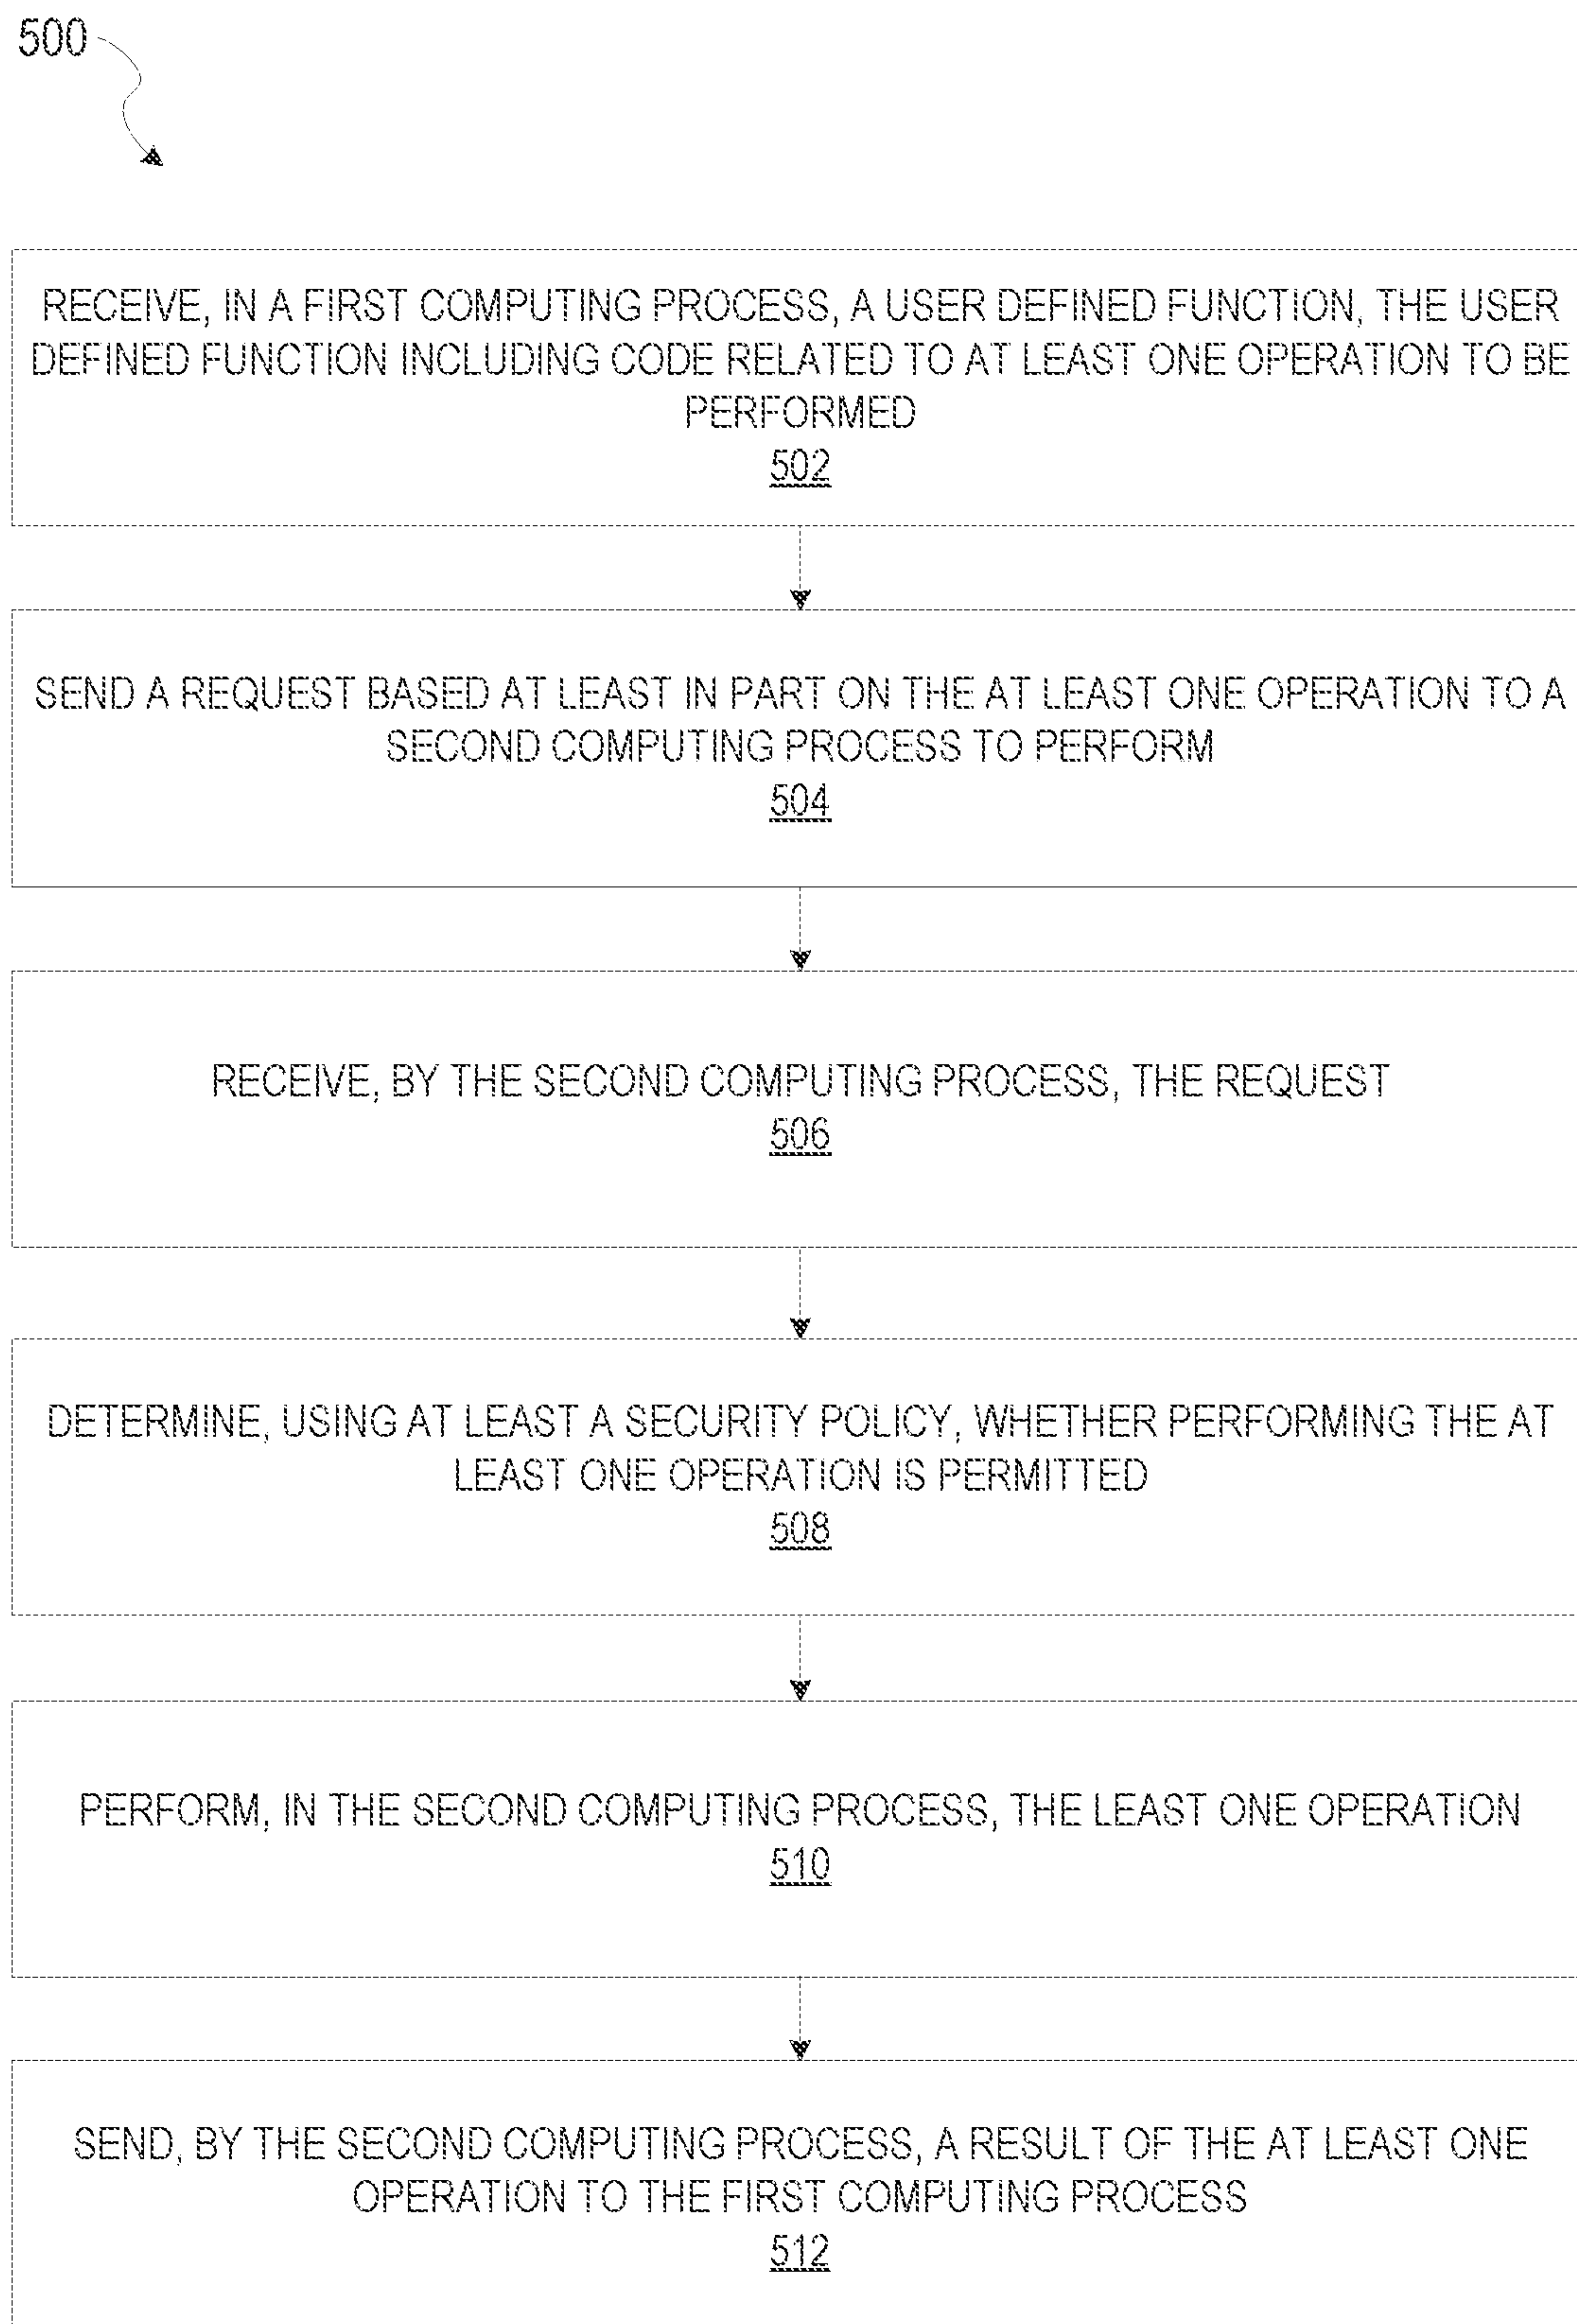 500
RECEIVE, IN A FIRST COMPUTING PROCESS, A USER DEFINED FUNCTION, THE USER
DEFINED FUNCTION INCLUDING CODE RELATED TO AT LEAST ONE OPERATION TO BE
PERFORMED
502
SEND A REQUEST BASED AT LEAST IN PART ON THE AT LEAST ONE OPERATION TO A
SECOND COMPUTING PROCESS TO PERFORM
504
RECEIVE, BY THE SECOND COMPUTING PROCESS, THE REQUEST
506
DETERMINE, USING AT LEAST A SECURITY POLICY, WHETHER PERFORMING THE AT
LEAST ONE OPERATION IS PERMITTED
508
PERFORM, IN THE SECOND COMPUTING PROCESS, THE LEAST ONE OPERATION
510
SEND, BY THE SECOND COMPUTING PROCESS, A RESULT OF THE AT LEAST ONE
OPERATION TO THE FIRST COMPUTING PROCESS
512